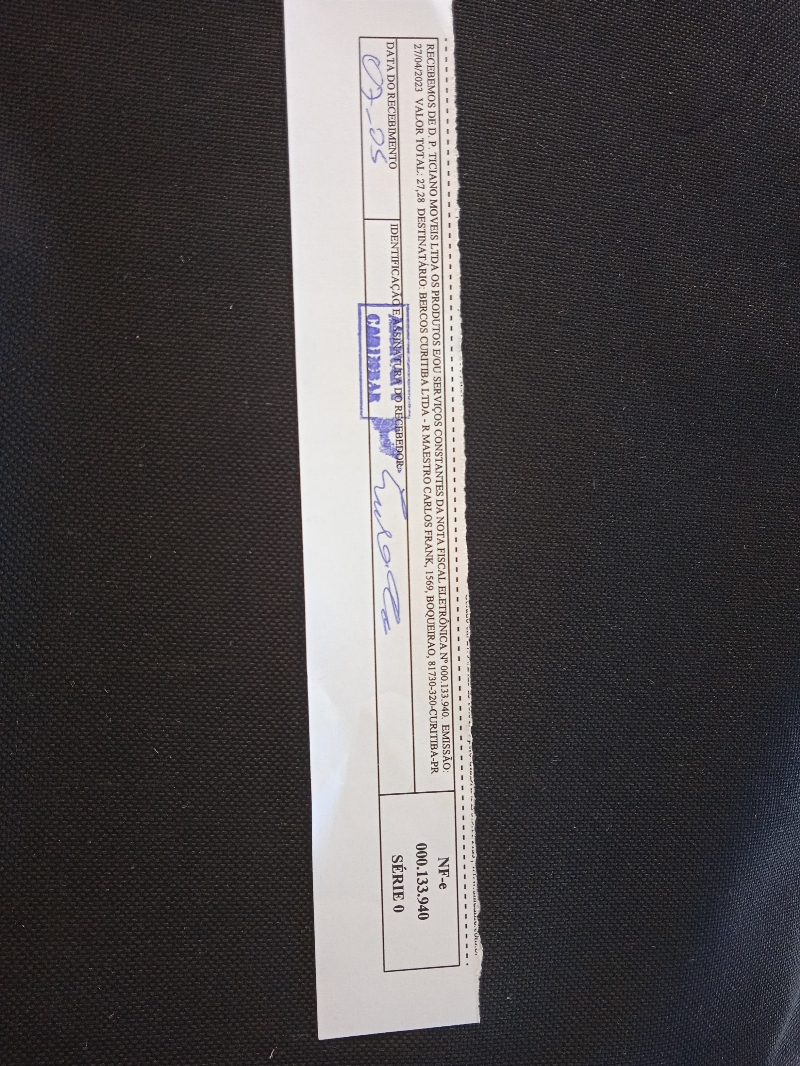 RECEBEMOS DE D. P. TICIANO MOVEIS LTDA OS PRODUTOS E/OU SERVIÇOS CONSTANTES DA NOTA FISCAL ELETRÔNICA Nº 000.133.940. EMISSÃO:
27/04/2023 VALOR TOTAL: 27,28 DESTINATÁRIO: BERCOS CURITIBA LTDA - R MAESTRO CARLOS FRANK, 1569, BOQUEIRAO, 81730-320-CURITIBA-PR
DATA DO RECEBIMENTO
07-05
IDENTIFICAÇÃO E ASSINATURA DO RECEBEDOR
NF-e
000.133.940
SÉRIE 0